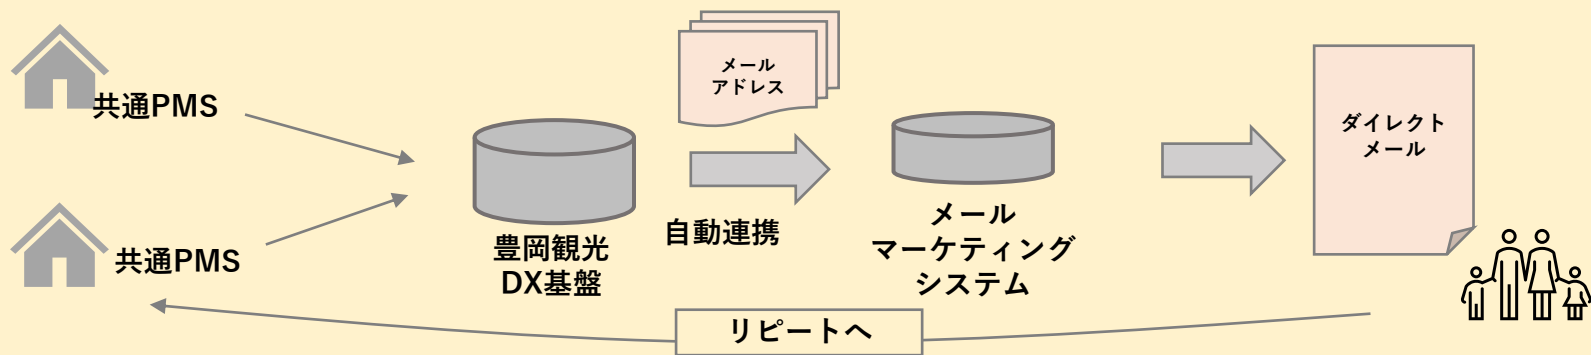 共通PMS
共通PMS
豊岡観光
DX基盤
メール
アドレス
自動連携
メール
マーケティング
システム
ダイレクト
メール
リピートへ